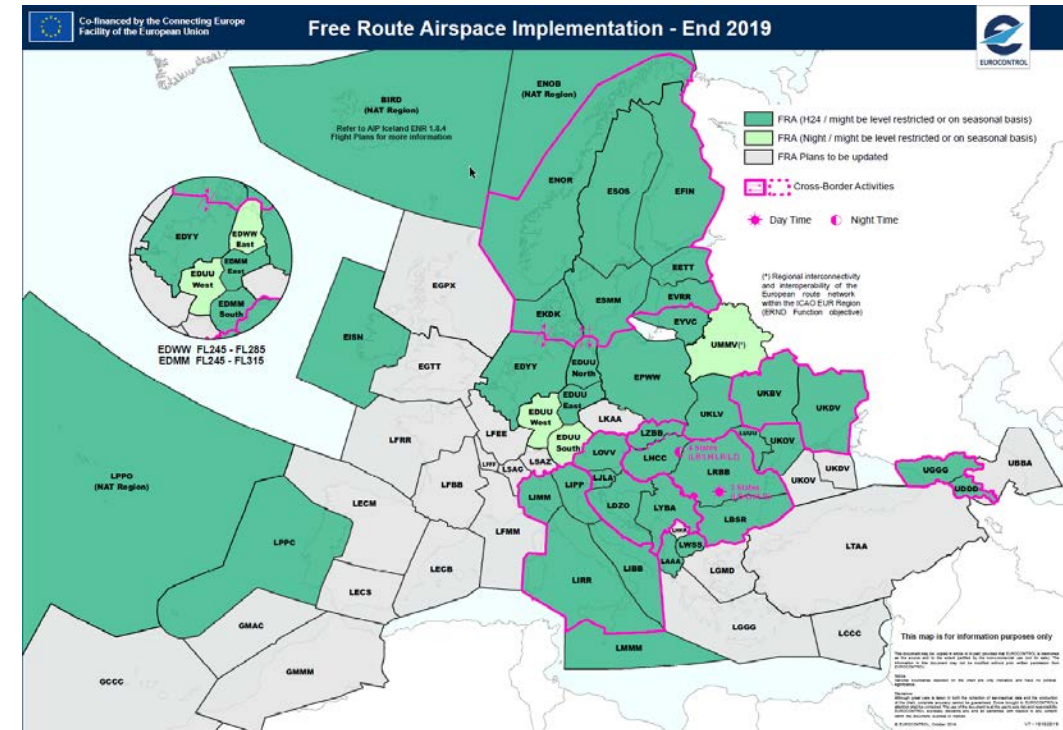 Co-financed by the Connecting Europe
Facility of the European Union
Free Route Airspace Implementation - End 2019
EUROCONTROL
BIRD
(NAT Region)
Refer to AIP Iceland ENR 1.8.4
Flight Plans for more information
ENOB
(NAT Region)
FRA (H24 / might be level restricted or on seasonal basis)
FRA (Night / might be level restricted or on seasonal basis)
FRA Plans to be updated
Cross-Border Activities
Day Time
Night Time
(*) Regional interconnectivity
and interoperability of the
European route network
within the ICAO EUR Region
(ERND Function objective)
ENOR
ESOS
EFIN
EDYY
EDWW
East
EDUU
West
EDMM
East
EDMM
South
EDWW FL245 - FL285
EDMM FL245 - FL315
EGPX
EETT
EVRR
ESMM
EKDK
EYVC
EISN
UMMV(*)
EGTT
EDYY
EDUU
North
EPWW
EDUU
East
EDUU
West
EDUU
South
LKAA
UKLV
UKBV
UKDV
LFRR
LFEE
LZBB
LUUU
UKOV
LOVV
LHCC
4 States
LSAZ
LSAG
LFFF
LRBB
UKOV
UKDV
UGGG
UBBA
UDDD
LPPO
(NAT Region)
LFBB
LIMM
LIPP
LJLA
3 States
LECM
LDZO
LYBA
LBSR
LPPC
LFMM
LWSS
LAAA
LTAA
LGMD
LECB
LIRR
LIBB
LECS
GMAC
LGGG
LCCC
LMMM
GCCC
GMMM
This map is for information purposes only